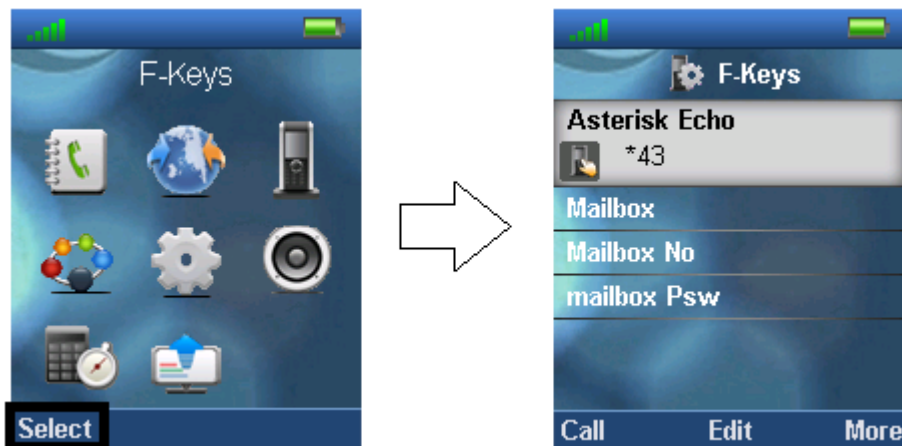 F-Keys
Select
F-Keys
Asterisk Echo
*43
Mailbox
Mailbox No
mailbox Psw
Call Edit More